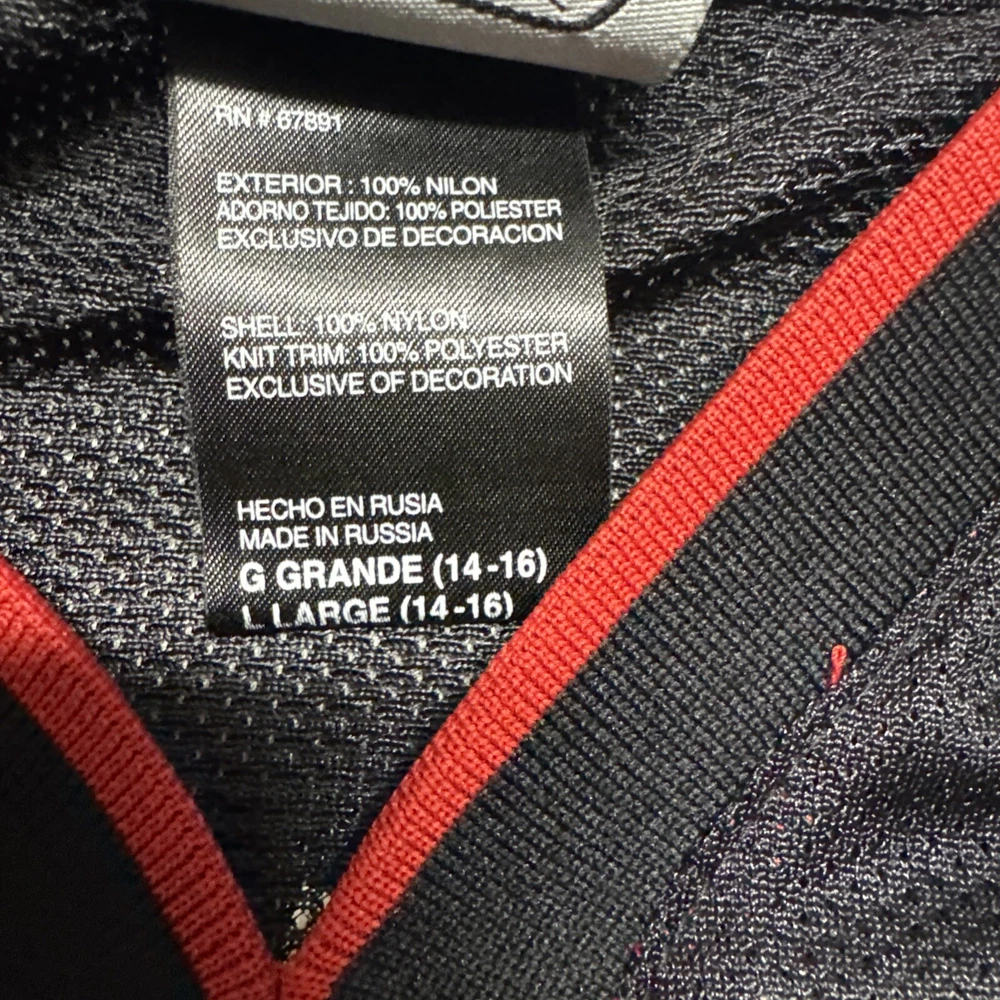 RN # 67891
EXTERIOR : 100% NILON
ADORNO TEJIDO: 100% POLIESTER
EXCLUSIVO DE DECORACION
SHELL 100% NYLON
KNIT TRIM: 100% POLYESTER
EXCLUSIVE OF DECORATION
HECHO EN RUSIA
MADE IN RUSSIA
G GRANDE (14-16)
L LARGE (14-16)